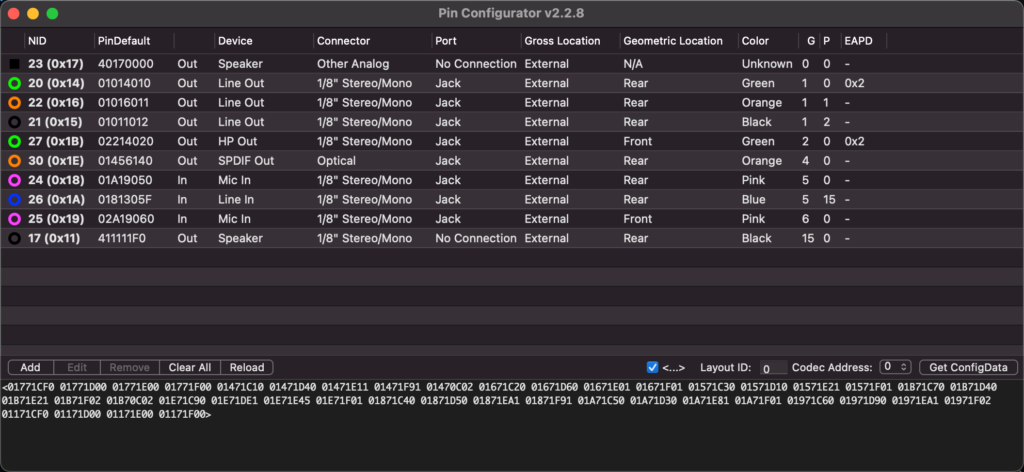 Pin Configurator v2.2.8
NID PinDefault Device Connector Port Gross Location Geometric Location Color G P EAPD
23 (0x17) 40170000 Out Speaker Other Analog No Connection External N/A Unknown 0 0 -
20 (0x14) 01014010 Out Line Out 1/8" Stereo/Mono Jack External Rear Green 1 0 0x2
22 (0x16) 01016011 Out Line Out 1/8" Stereo/Mono Jack External Rear Orange 1 1 -
21 (0x15) 01011012 Out Line Out 1/8" Stereo/Mono Jack External Rear Black 1 2 -
27 (0x1B) 02214020 Out HP Out 1/8" Stereo/Mono Jack External Front Green 2 0 0x2
30 (0x1E) 01456140 Out SPDIF Out Optical Jack External Rear Orange 4 0 -
24 (0x18) 01A19050 In Mic In 1/8" Stereo/Mono Jack External Rear Pink 5 0 -
26 (0x1A) 0181305F In Line In 1/8" Stereo/Mono Jack External Rear Blue 5 15 -
25 (0x19) 02A19060 In Mic In 1/8" Stereo/Mono Jack External Front Pink 6 0 -
17 (0x11) 411111F0 Out Speaker 1/8" Stereo/Mono No Connection External Rear Black 15 0 -
Add Edit Remove Clear All Reload <...> Layout ID: 0 Codec Address: 0 Get ConfigData
<01771CF0 01771D00 01771E00 01771F00 01471C10 01471D40 01471E11 01471F91 01470C02 01671C20 01671D60 01671E01 01671F01 01571C30 01571D10 01571E21 01571F01 01B71C70 01B71D40
01B71E21 01B71F02 01B70C02 01E71C90 01E71DE1 01E71E45 01E71F01 01871C40 01871D50 01871EA1 01871F91 01A71C50 01A71D30 01A71E81 01A71F01 01971C60 01971D90 01971EA1 01971F02
01171CF0 01171D00 01171E00 01171F00>